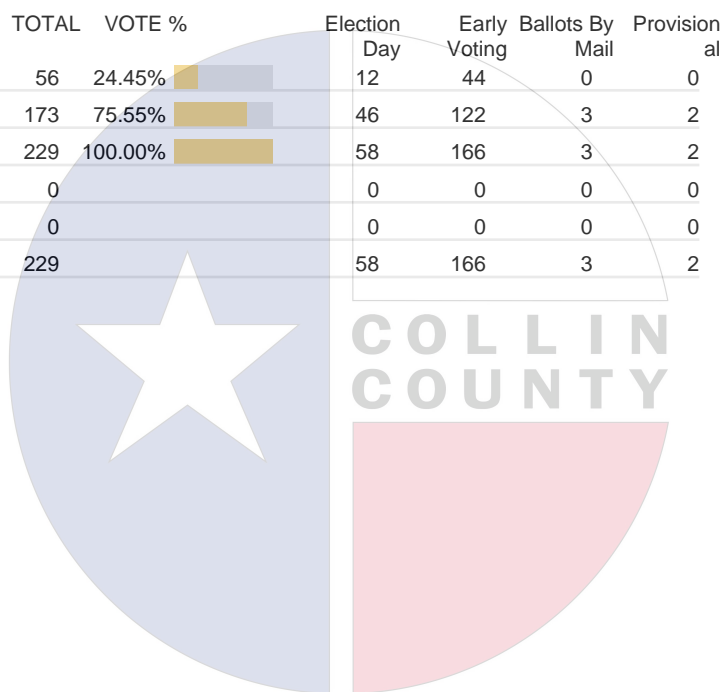 TOTAL VOTE % Election Day Early Voting Ballots By Mail Provisional
56 24.45% 12 44 0 0
173 75.55% 46 122 3 2
229 100.00% 58 166 3 2
0 0 0 0 0
0 0 0 0 0
229 58 166 3 2
COLLIN
COUNTY